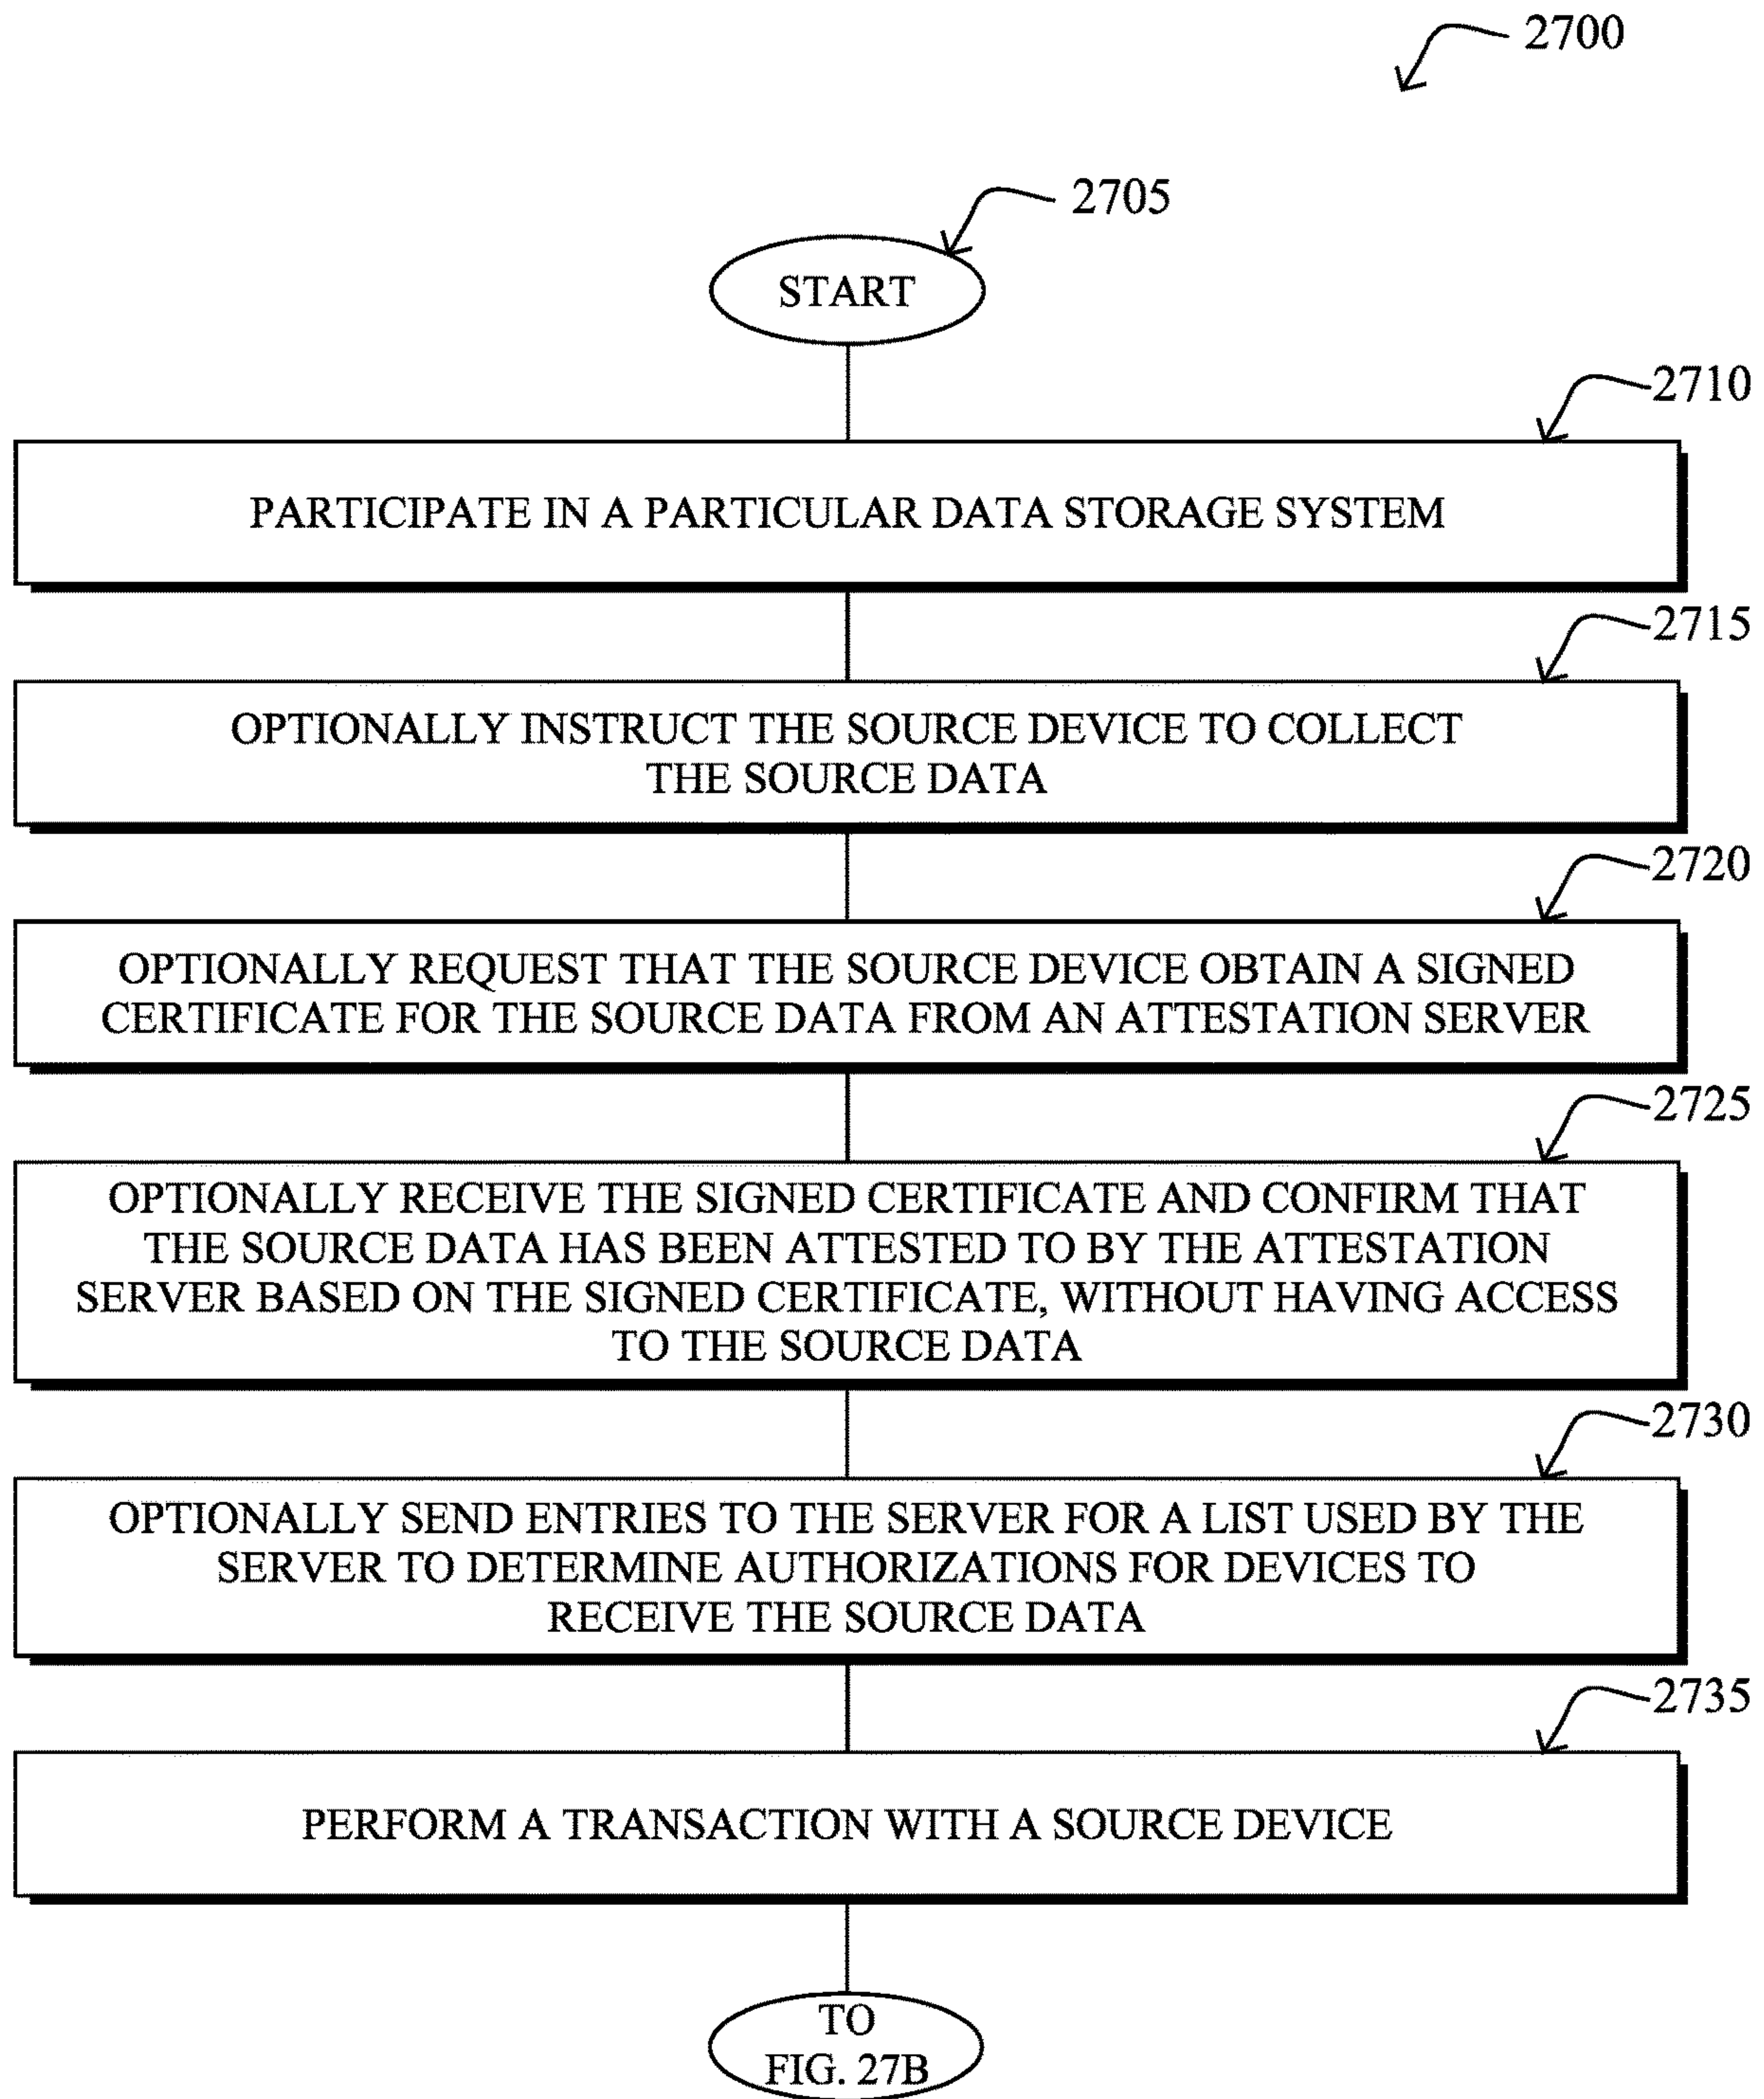 2700
2705
START
2710
PARTICIPATE IN A PARTICULAR DATA STORAGE SYSTEM
2715
OPTIONALLY INSTRUCT THE SOURCE DEVICE TO COLLECT
THE SOURCE DATA
2720
OPTIONALLY REQUEST THAT THE SOURCE DEVICE OBTAIN A SIGNED
CERTIFICATE FOR THE SOURCE DATA FROM AN ATTESTATION SERVER
2725
OPTIONALLY RECEIVE THE SIGNED CERTIFICATE AND CONFIRM THAT
THE SOURCE DATA HAS BEEN ATTESTED TO BY THE ATTESTATION
SERVER BASED ON THE SIGNED CERTIFICATE, WITHOUT HAVING ACCESS
TO THE SOURCE DATA
2730
OPTIONALLY SEND ENTRIES TO THE SERVER FOR A LIST USED BY THE
SERVER TO DETERMINE AUTHORIZATIONS FOR DEVICES TO
RECEIVE THE SOURCE DATA
2735
PERFORM A TRANSACTION WITH A SOURCE DEVICE
TO
FIG. 27B